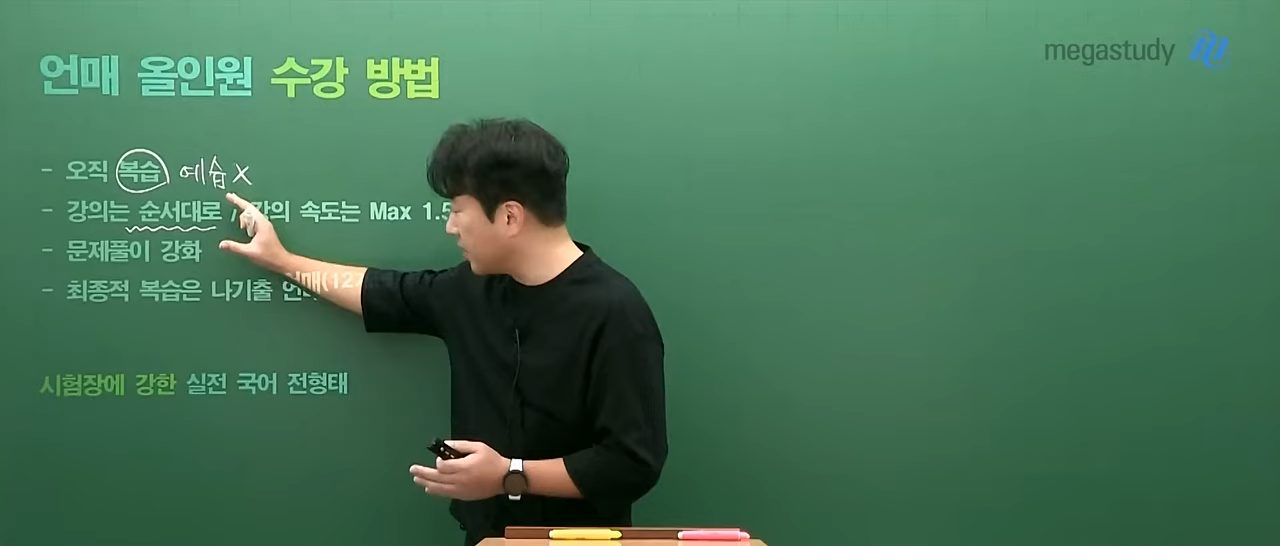 megastudy
언매 올인원 수강 방법
- 오직 복습 예습 X
- 강의는 순서대로 / 강의 속도는 Max 1.5
- 문제풀이 강화
- 최종적 복습은 나기출
시험장에 강한 실전 국어 전형태